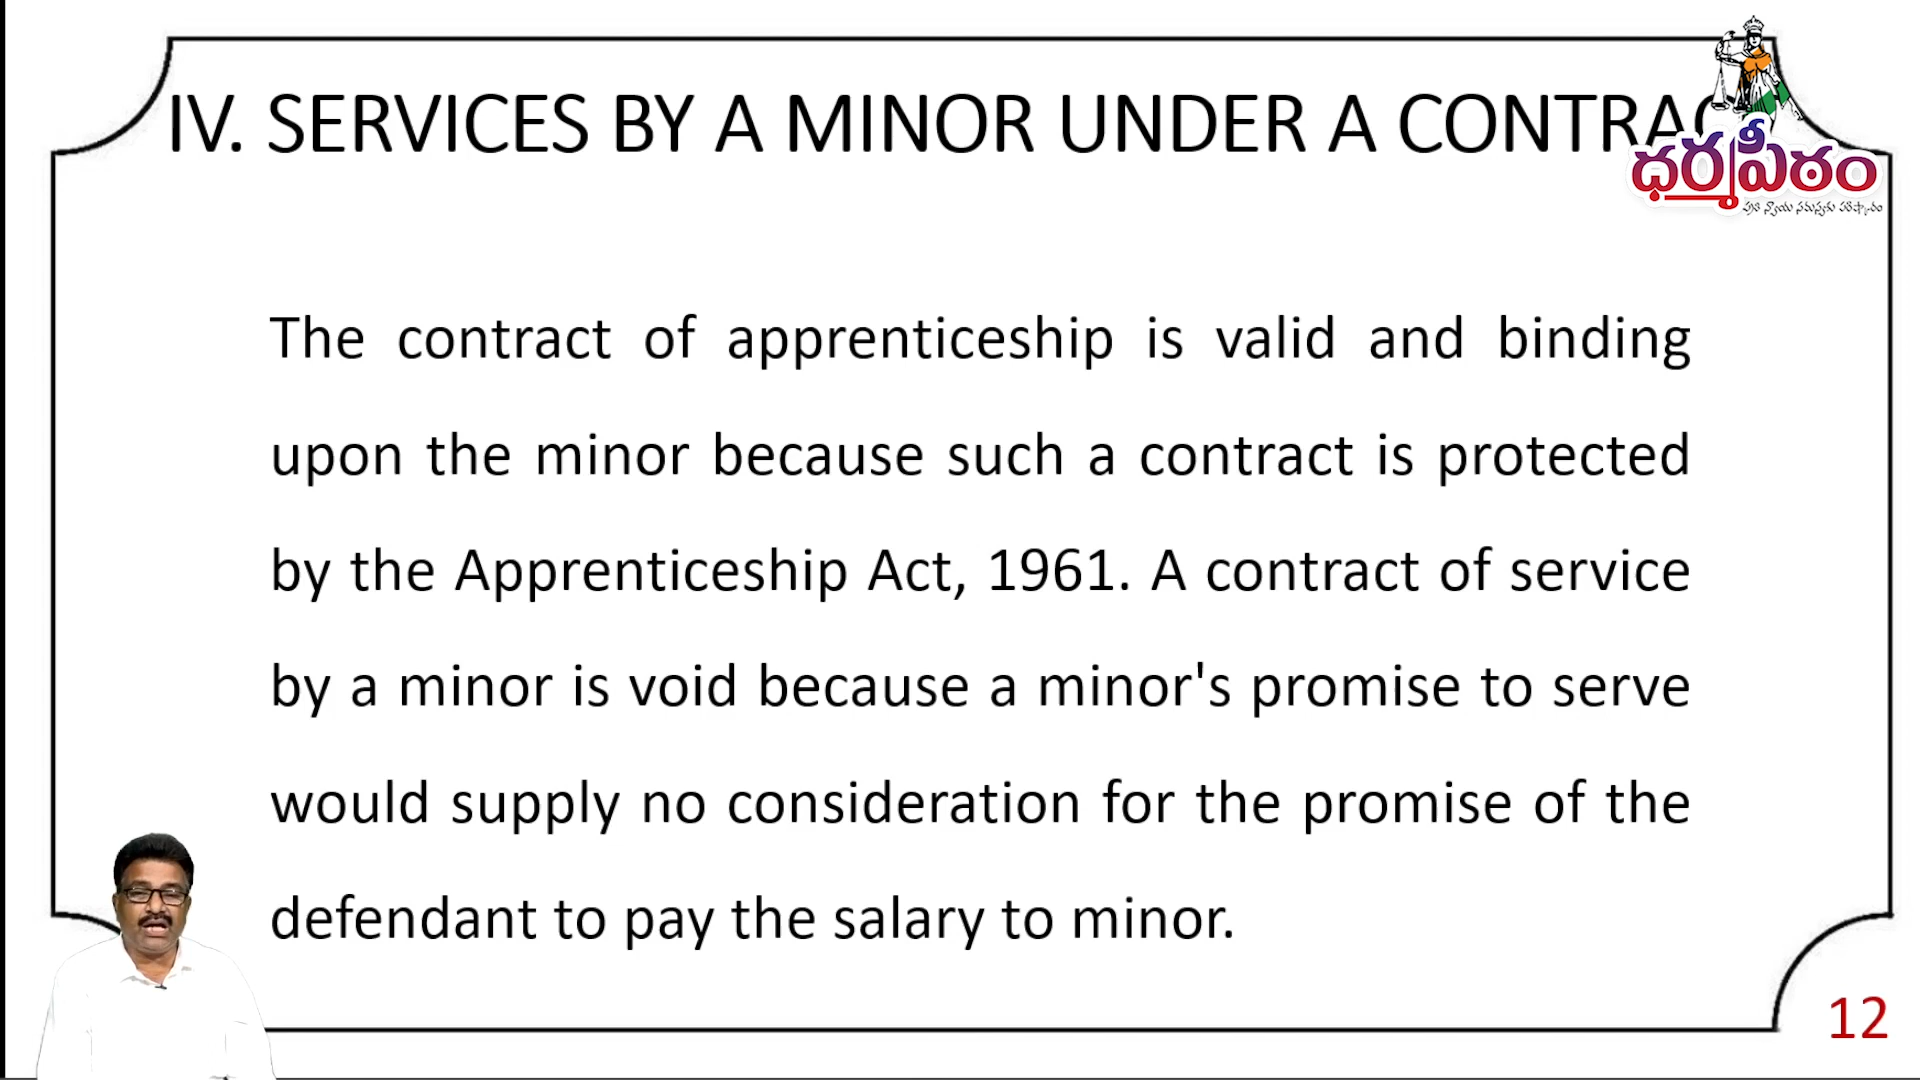 IV. SERVICES BY A MINOR UNDER A
ధర్మపీఠం
The contract of apprenticeship is valid and binding
upon the minor because such a contract is protected
by the Apprenticeship Act, 1961. A contract of service
by a minor is void because a minor's promise to serve
would supply no consideration for the promise of the
defendant to pay the salary to minor.
12